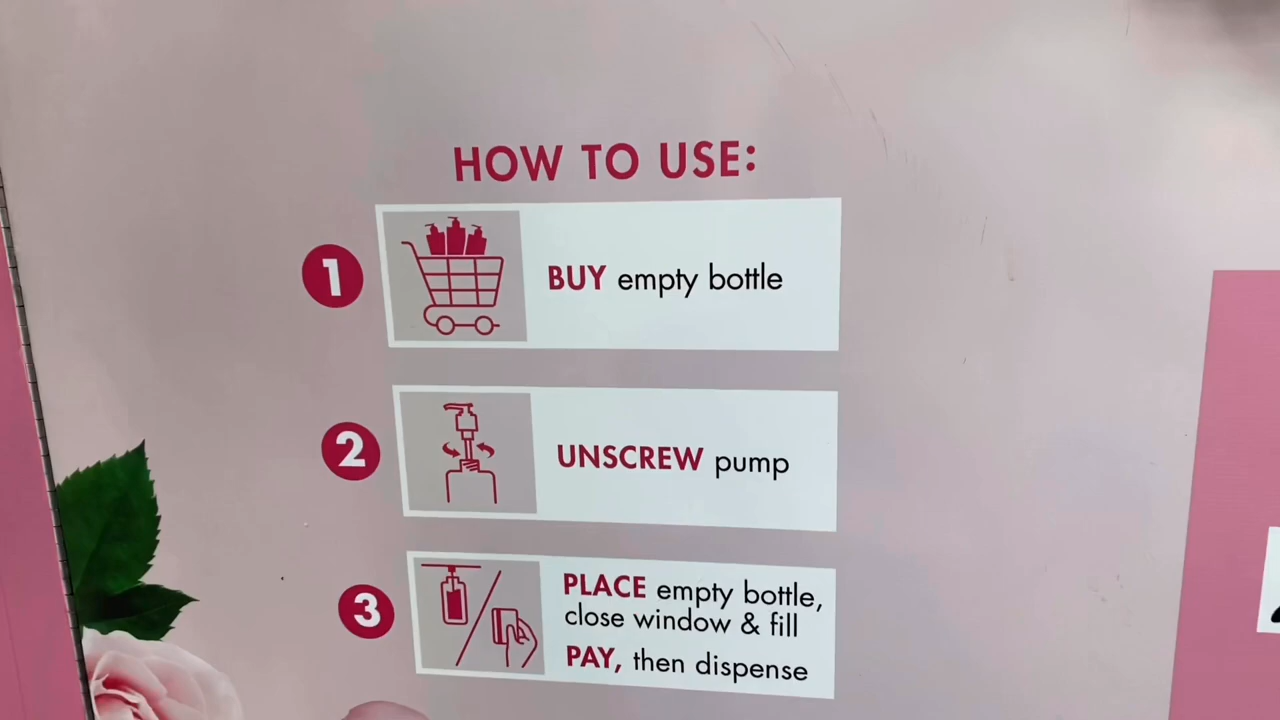 HOW TO USE:
1
BUY empty bottle
2
UNSCREW pump
3
PLACE empty bottle,
close window & fill
PAY, then dispense